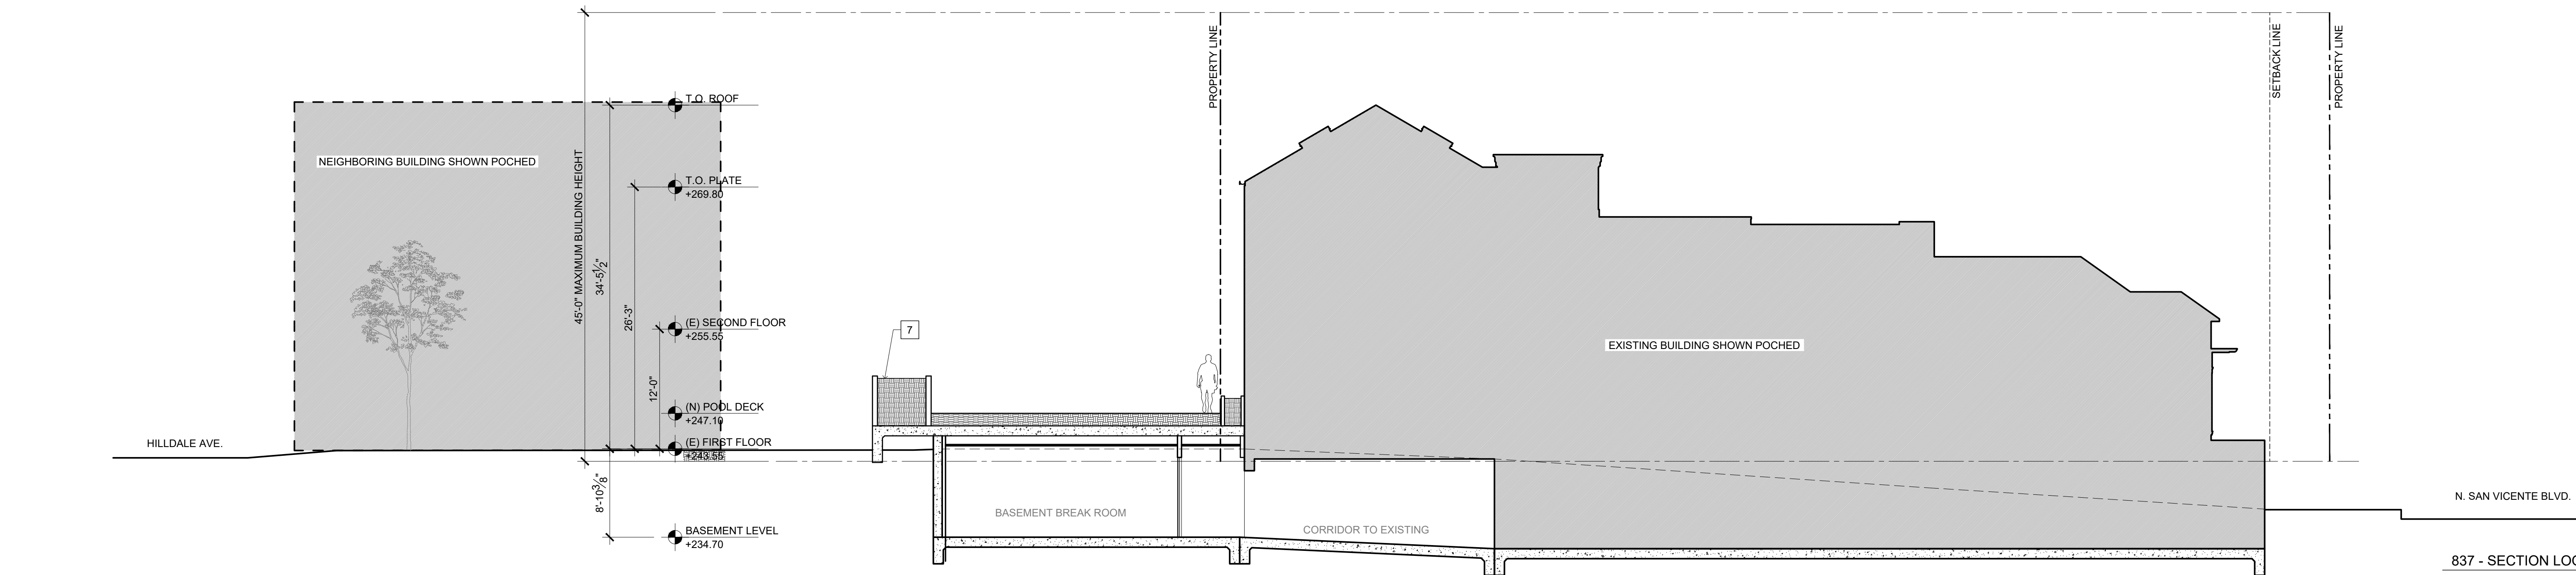 PROPERTY LINE
SETBACK LINE
PROPERTY LINE
T.O. ROOF
NEIGHBORING BUILDING SHOWN POCHED
45'-0" MAXIMUM BUILDING HEIGHT
34'-5½"
T.O. PLATE
+269.80
26'-3"
(E) SECOND FLOOR
+255.55
7
EXISTING BUILDING SHOWN POCHED
12'-0"
(N) POOL DECK
+247.10
HILLDALE AVE.
(E) FIRST FLOOR
+243.55
8'-10⅜"
N. SAN VICENTE BLVD.
BASEMENT BREAK ROOM
CORRIDOR TO EXISTING
BASEMENT LEVEL
+234.70
837 - SECTION LOC